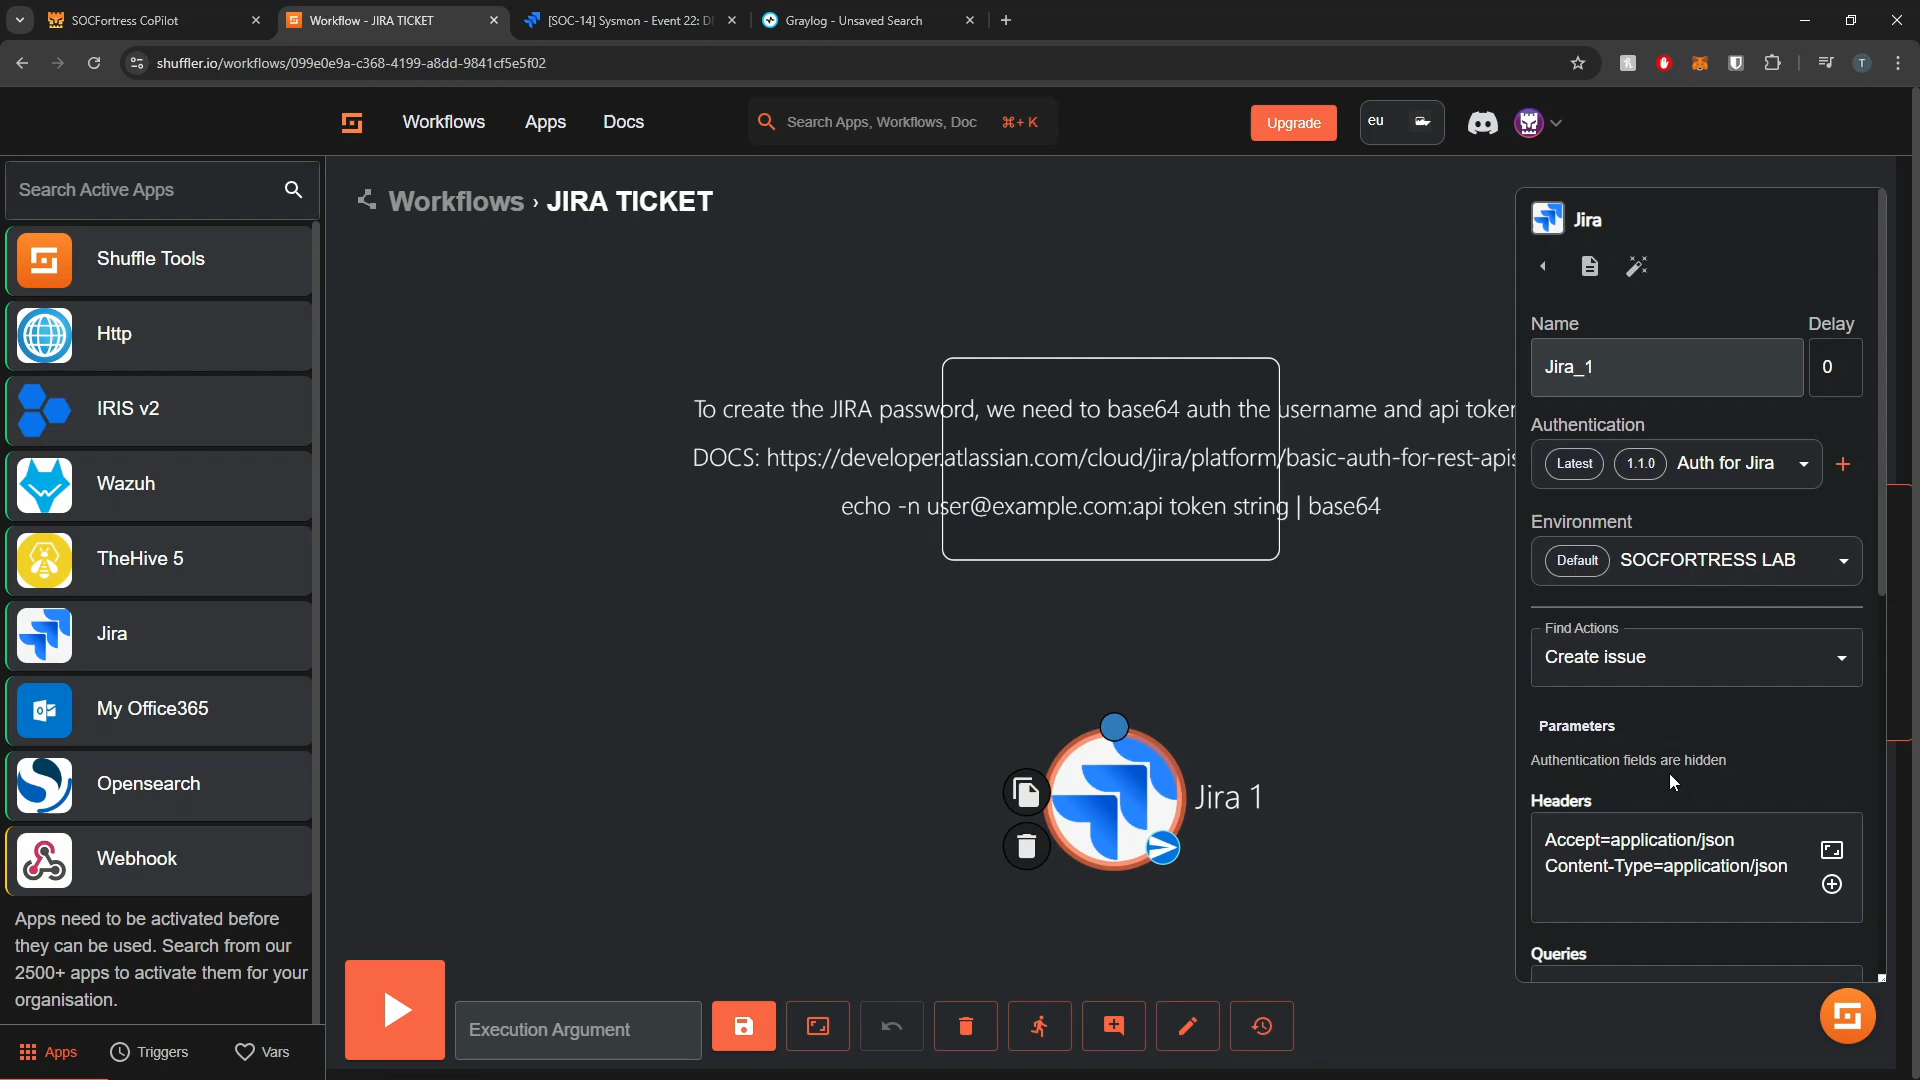 SOCFortress CoPilot
Workflow - JIRA TICKET
[SOC-14] Sysmon - Event 22: D
Graylog - Unsaved Search
shuffler.io/workflows/099e0e9a-c368-4199-a8dd-9841cf5e5f02
T
Workflows
Apps
Docs
Search Apps, Workflows, Doc
⌘+ K
Upgrade
eu
Search Active Apps
Workflows › JIRA TICKET
Shuffle Tools
Http
IRIS v2
Wazuh
TheHive 5
Jira
My Office365
Opensearch
Webhook
Apps need to be activated before
they can be used. Search from our
2500+ apps to activate them for your
organisation.
Apps
Triggers
Vars
To create the JIRA password, we need to base64 auth the username and api token
DOCS: https://developer.atlassian.com/cloud/jira/platform/basic-auth-for-rest-apis
echo -n user@example.com:api token string | base64
Jira 1
Execution Argument
Jira
Name
Delay
Jira_1
0
Authentication
Latest
1.1.0
Auth for Jira
Environment
Default
SOCFORTRESS LAB
Find Actions
Create issue
Parameters
Authentication fields are hidden
Headers
Accept=application/json
Content-Type=application/json
Queries